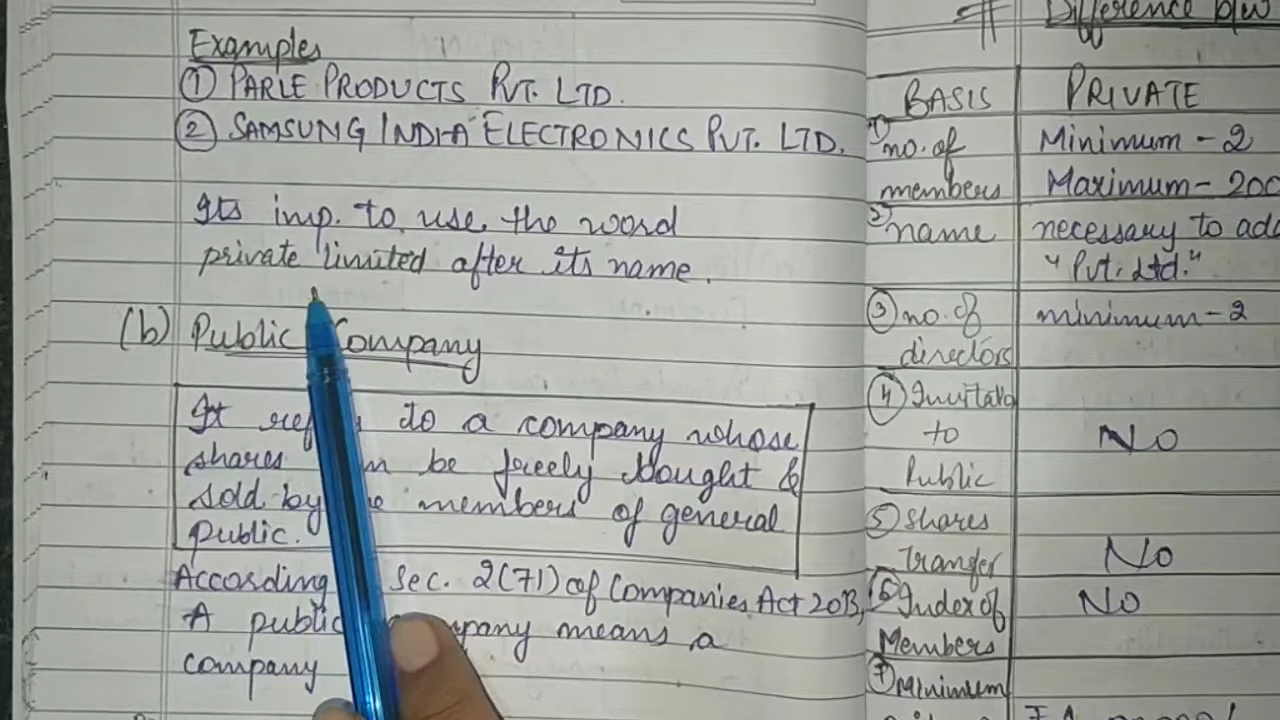 Examples
① PARLE PRODUCTS PVT. LTD.
② SAMSUNG INDIA ELECTRONICS PVT. LTD.
Its imp. to use the word
private limited after its name.
(b) Public Company
It to a company whose
shares be freely bought &
sold by members of general
public.
According Sec. 2(71) of Companies Act 2013,
A public means a
company
# Difference b/w
BASIS PRIVATE
① no. of Minimum - 2
members Maximum - 200
② name necessary to add
"Pvt. Ltd."
③ no. of minimum - 2
directors
④ 
to No
Public
⑤ shares
Transfer No
⑥ Index of No
Members
⑦ Minimum